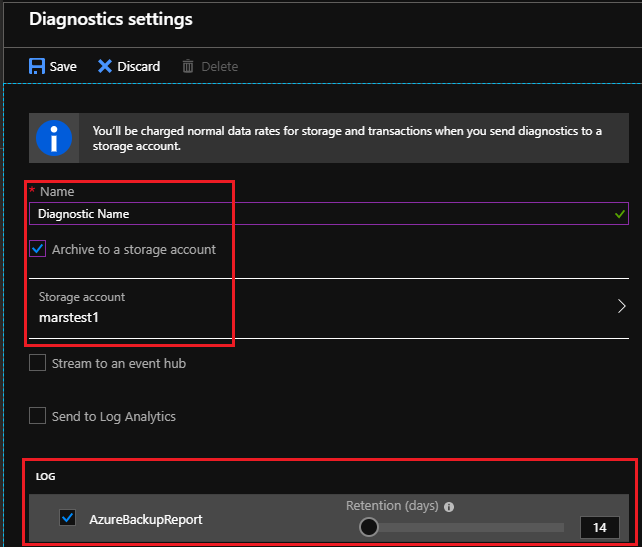 Diagnostics settings
Save Discard Delete
You'll be charged normal data rates for storage and transactions when you send diagnostics to a
storage account.
* Name
Diagnostic Name
Archive to a storage account
Storage account
marstest1
Stream to an event hub
Send to Log Analytics
LOG
Retention (days)
AzureBackupReport 14